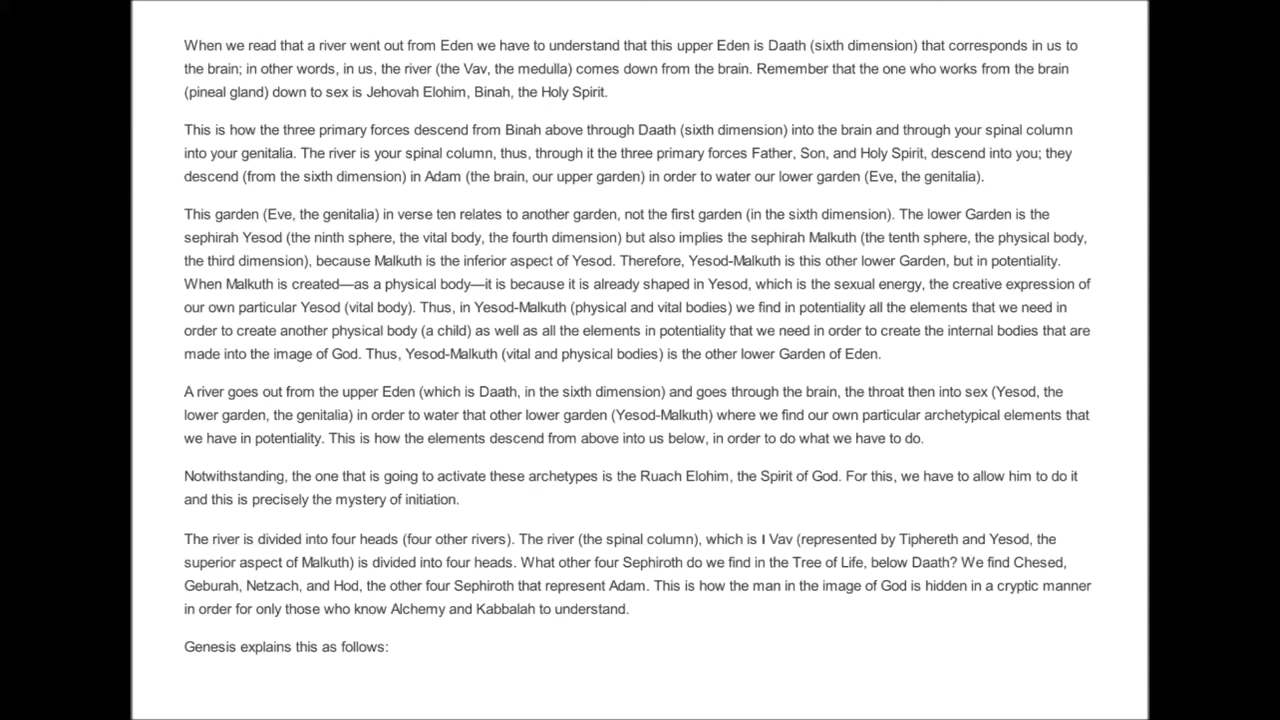 When we read that a river went out from Eden we have to understand that this upper Eden is Daath (sixth dimension) that corresponds in us to
the brain; in other words, in us, the river (the Vav, the medulla) comes down from the brain. Remember that the one who works from the brain
(pineal gland) down to sex is Jehovah Elohim, Binah, the Holy Spirit.
This is how the three primary forces descend from Binah above through Daath (sixth dimension) into the brain and through your spinal column
into your genitalia. The river is your spinal column, thus, through it the three primary forces Father, Son, and Holy Spirit, descend into you; they
descend (from the sixth dimension) in Adam (the brain, our upper garden) in order to water our lower garden (Eve, the genitalia).
This garden (Eve, the genitalia) in verse ten relates to another garden, not the first garden (in the sixth dimension). The lower Garden is the
sephirah Yesod (the ninth sphere, the vital body, the fourth dimension) but also implies the sephirah Malkuth (the tenth sphere, the physical body,
the third dimension), because Malkuth is the inferior aspect of Yesod. Therefore, Yesod-Malkuth is this other lower Garden, but in potentiality.
When Malkuth is created—as a physical body—it is because it is already shaped in Yesod, which is the sexual energy, the creative expression of
our own particular Yesod (vital body). Thus, in Yesod-Malkuth (physical and vital bodies) we find in potentiality all the elements that we need in
order to create another physical body (a child) as well as all the elements in potentiality that we need in order to create the internal bodies that are
made into the image of God. Thus, Yesod-Malkuth (vital and physical bodies) is the other lower Garden of Eden.
A river goes out from the upper Eden (which is Daath, in the sixth dimension) and goes through the brain, the throat then into sex (Yesod, the
lower garden, the genitalia) in order to water that other lower garden (Yesod-Malkuth) where we find our own particular archetypical elements that
we have in potentiality. This is how the elements descend from above into us below, in order to do what we have to do.
Notwithstanding, the one that is going to activate these archetypes is the Ruach Elohim, the Spirit of God. For this, we have to allow him to do it
and this is precisely the mystery of initiation.
The river is divided into four heads (four other rivers). The river (the spinal column), which is ו Vav (represented by Tiphereth and Yesod, the
superior aspect of Malkuth) is divided into four heads. What other four Sephiroth do we find in the Tree of Life, below Daath? We find Chesed,
Geburah, Netzach, and Hod, the other four Sephiroth that represent Adam. This is how the man in the image of God is hidden in a cryptic manner
in order for only those who know Alchemy and Kabbalah to understand.
Genesis explains this as follows: